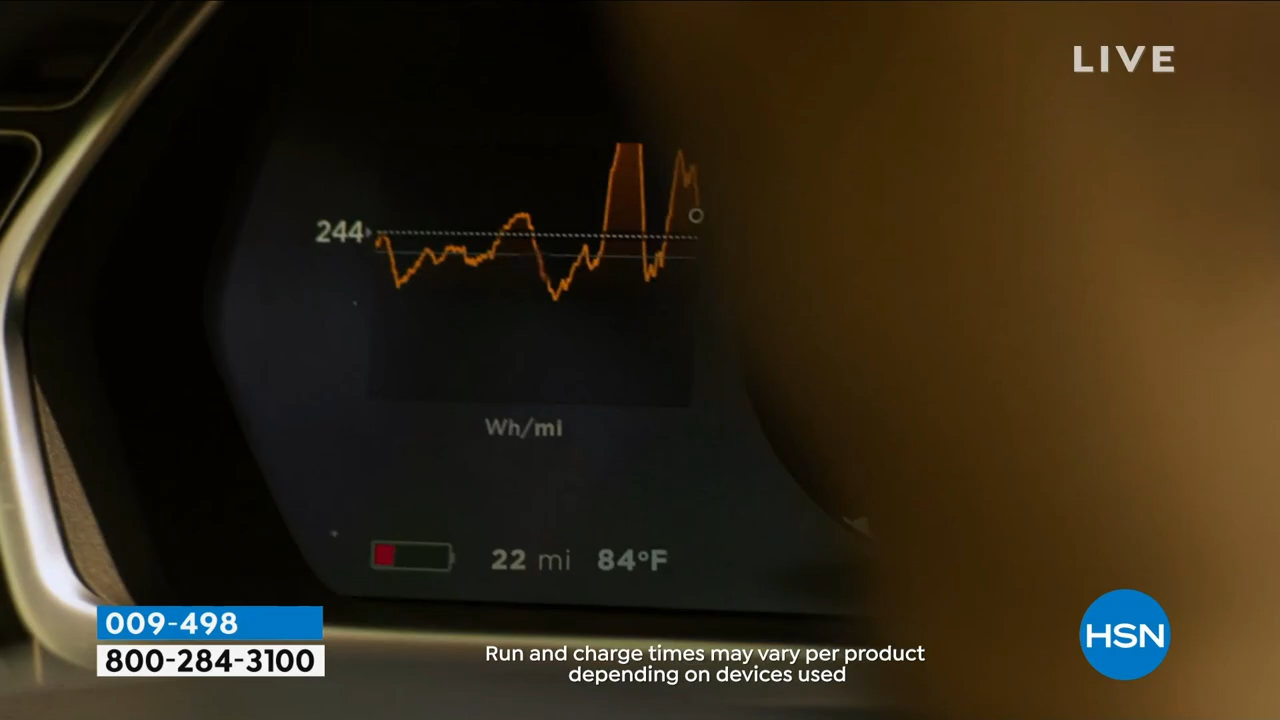 LIVE
244
Wh/mi
22 mi 84°F
009-498
800-284-3100
Run and charge times may vary per product
depending on devices used
HSN